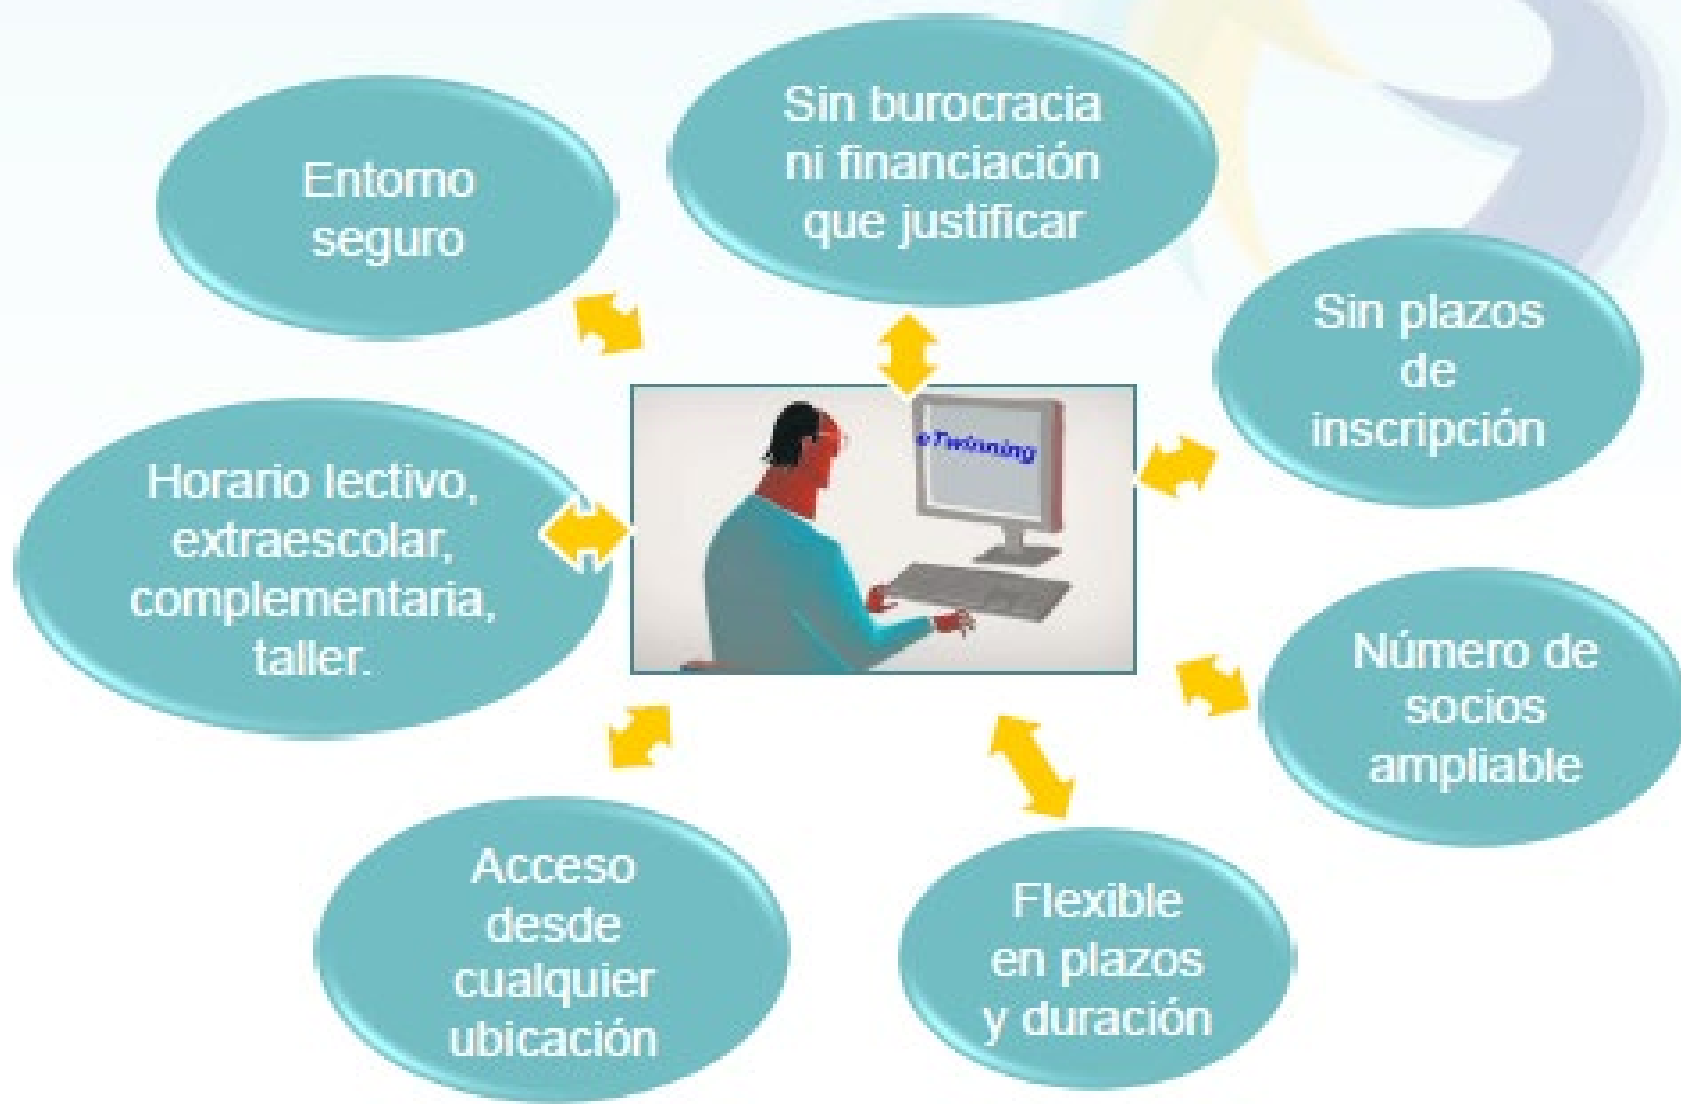 Sin burocracia
ni financiación
que justificar
Entorno
seguro
Sin plazos
de
inscripción
eTwinning
Horario lectivo,
extraescolar,
complementaria,
taller.
Número de
socios
ampliable
Acceso
desde
cualquier
ubicación
Flexible
en plazos
y duración